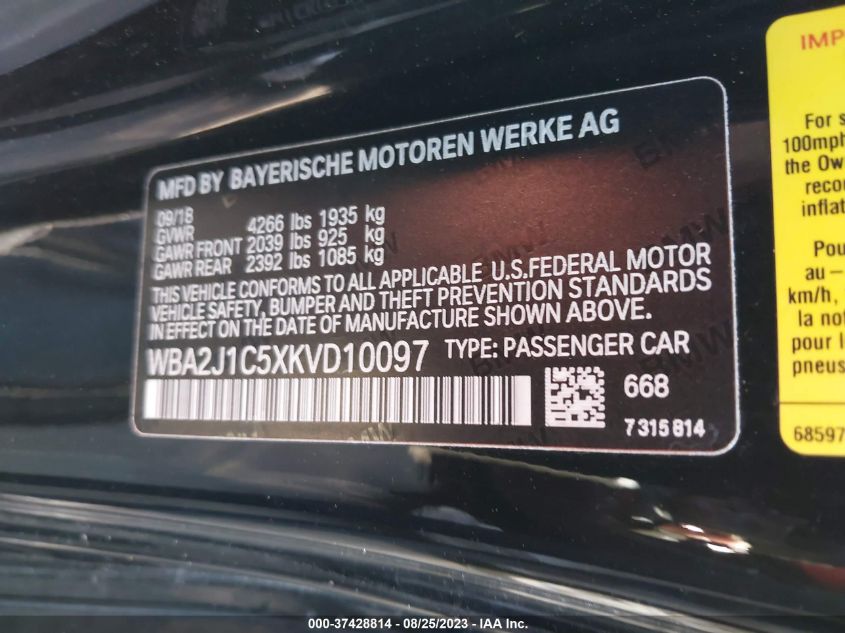 MFD BY BAYERISCHE MOTOREN WERKE AG
09/18
GVWR 4266 lbs 1935 kg
GAWR FRONT 2039 lbs 925 kg
GAWR REAR 2392 lbs 1085 kg
THIS VEHICLE CONFORMS TO ALL APPLICABLE U.S.FEDERAL MOTOR
VEHICLE SAFETY, BUMPER AND THEFT PREVENTION STANDARDS
IN EFFECT ON THE DATE OF MANUFACTURE SHOWN ABOVE.
WBA2J1C5XKVD10097 TYPE: PASSENGER CAR
668
7315814
IMP
For s
100mph
the Ow
recon
inflat
Pou
au –
km/h,
la not
pour l
pneus
68597
000-37428814 - 08/25/2023 - IAA Inc.